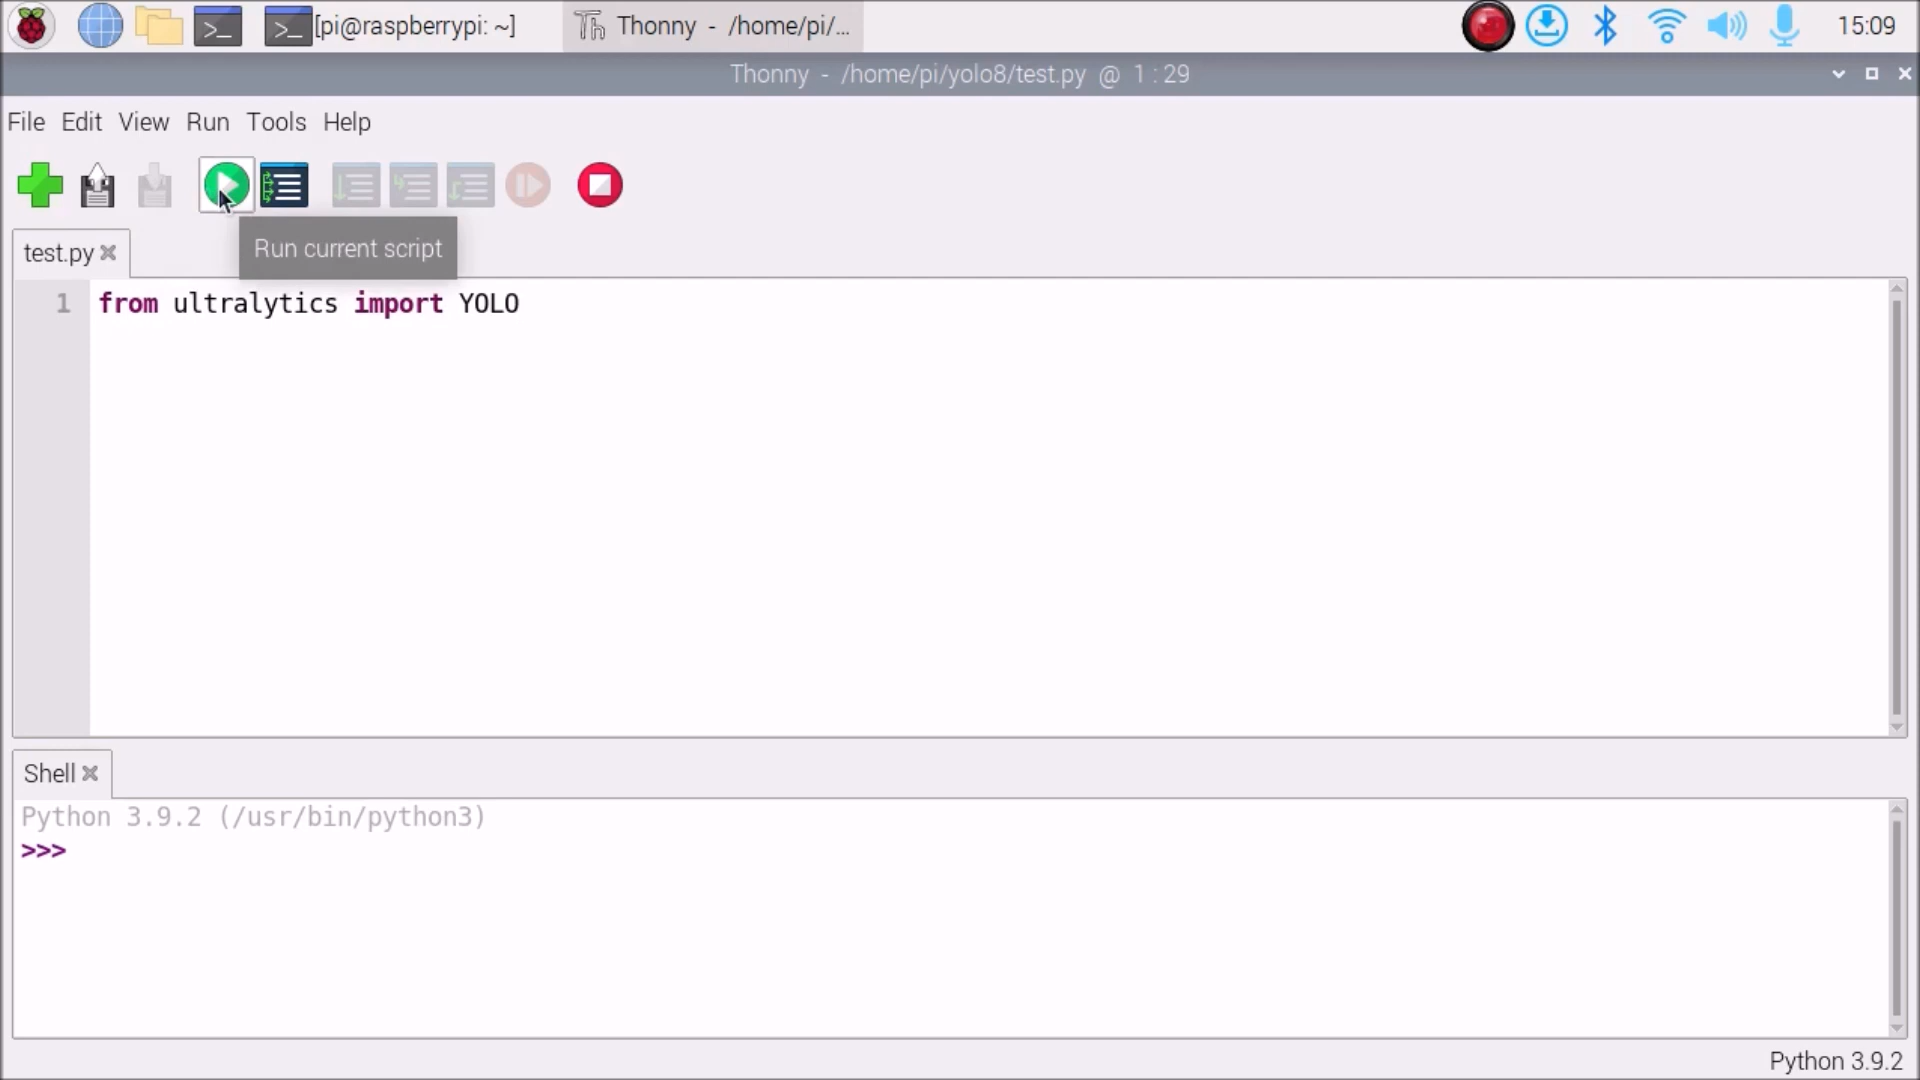 [pi@raspberrypi: ~]
Thonny - /home/pi/...
15:09
Thonny - /home/pi/yolo8/test.py @ 1 : 29
File Edit View Run Tools Help
Run current script
test.py
1 from ultralytics import YOLO
Shell
Python 3.9.2 (/usr/bin/python3)
>>>
Python 3.9.2